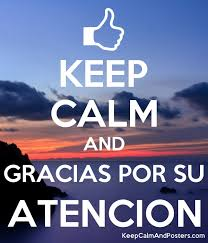 KEEP
CALM
AND
GRACIAS POR SU
ATENCION
KeepCalmAndPosters.com